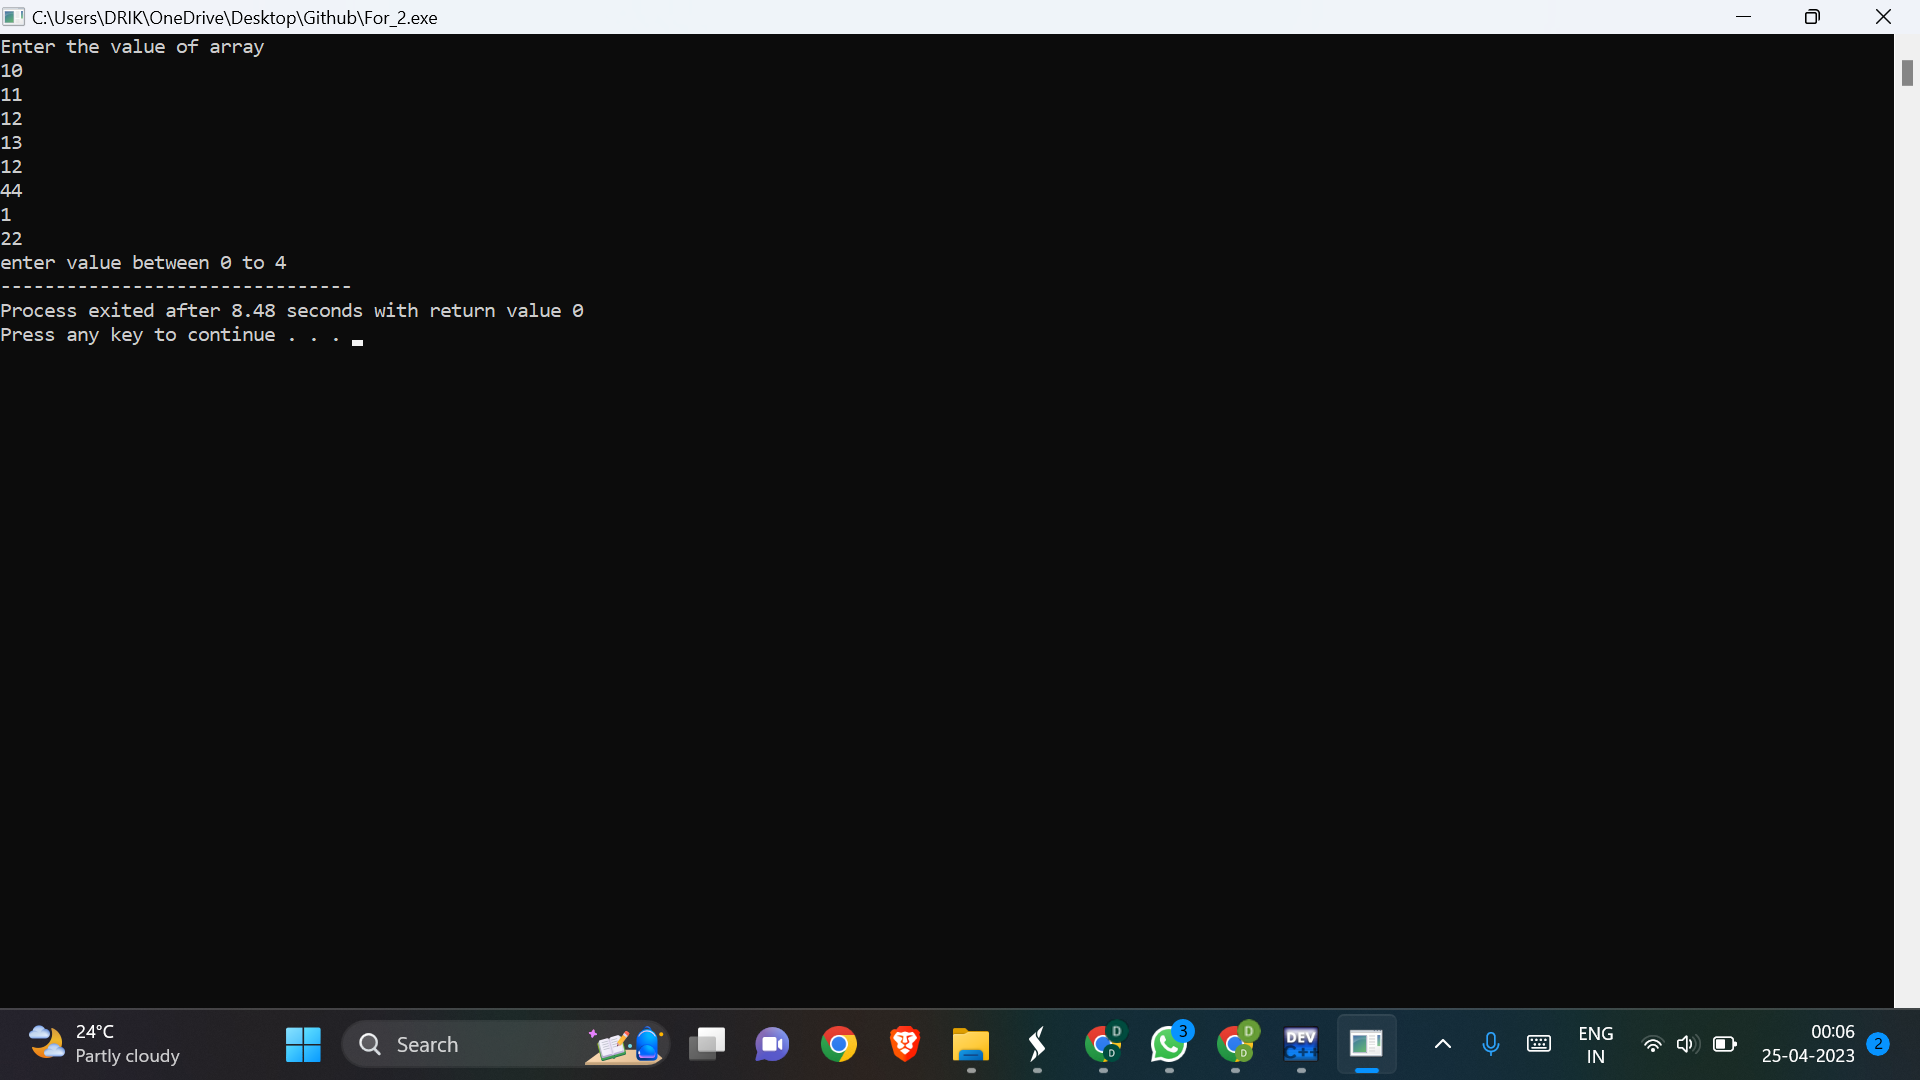 C:\Users\DRIK\OneDrive\Desktop\Github\For_2.exe
Enter the value of array
10
11
12
13
12
44
1
22
enter value between 0 to 4
--------------------------------
Process exited after 8.48 seconds with return value 0
Press any key to continue . . .
24°C
Partly cloudy
Search
D
D
3
D
D
DEV
C++
ENG
IN
00:06
25-04-2023
2